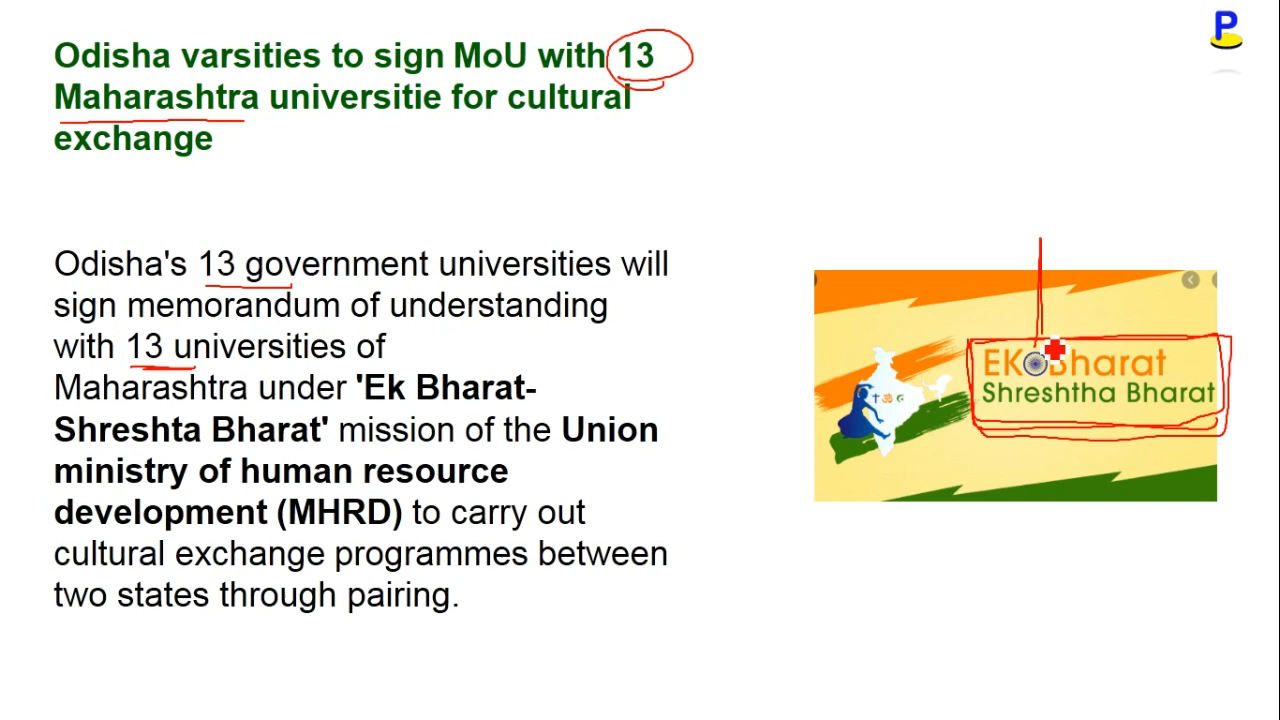 Odisha varsities to sign MoU with 13
Maharashtra universitie for cultural
exchange
Odisha's 13 government universities will
sign memorandum of understanding
with 13 universities of
Maharashtra under 'Ek Bharat-
Shreshta Bharat' mission of the Union
ministry of human resource
development (MHRD) to carry out
cultural exchange programmes between
two states through pairing.
P
EK Bharat
Shreshtha Bharat